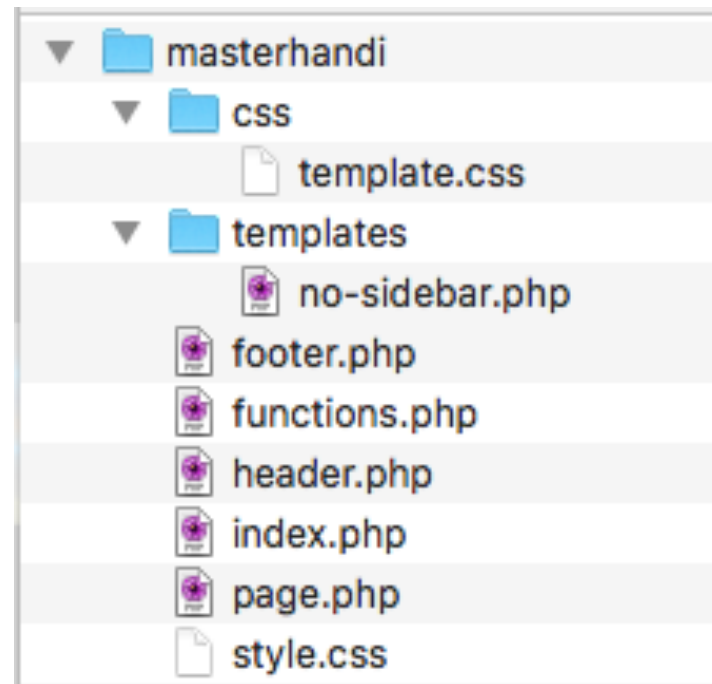 masterhandi
css
template.css
templates
no-sidebar.php
footer.php
functions.php
header.php
index.php
page.php
style.css